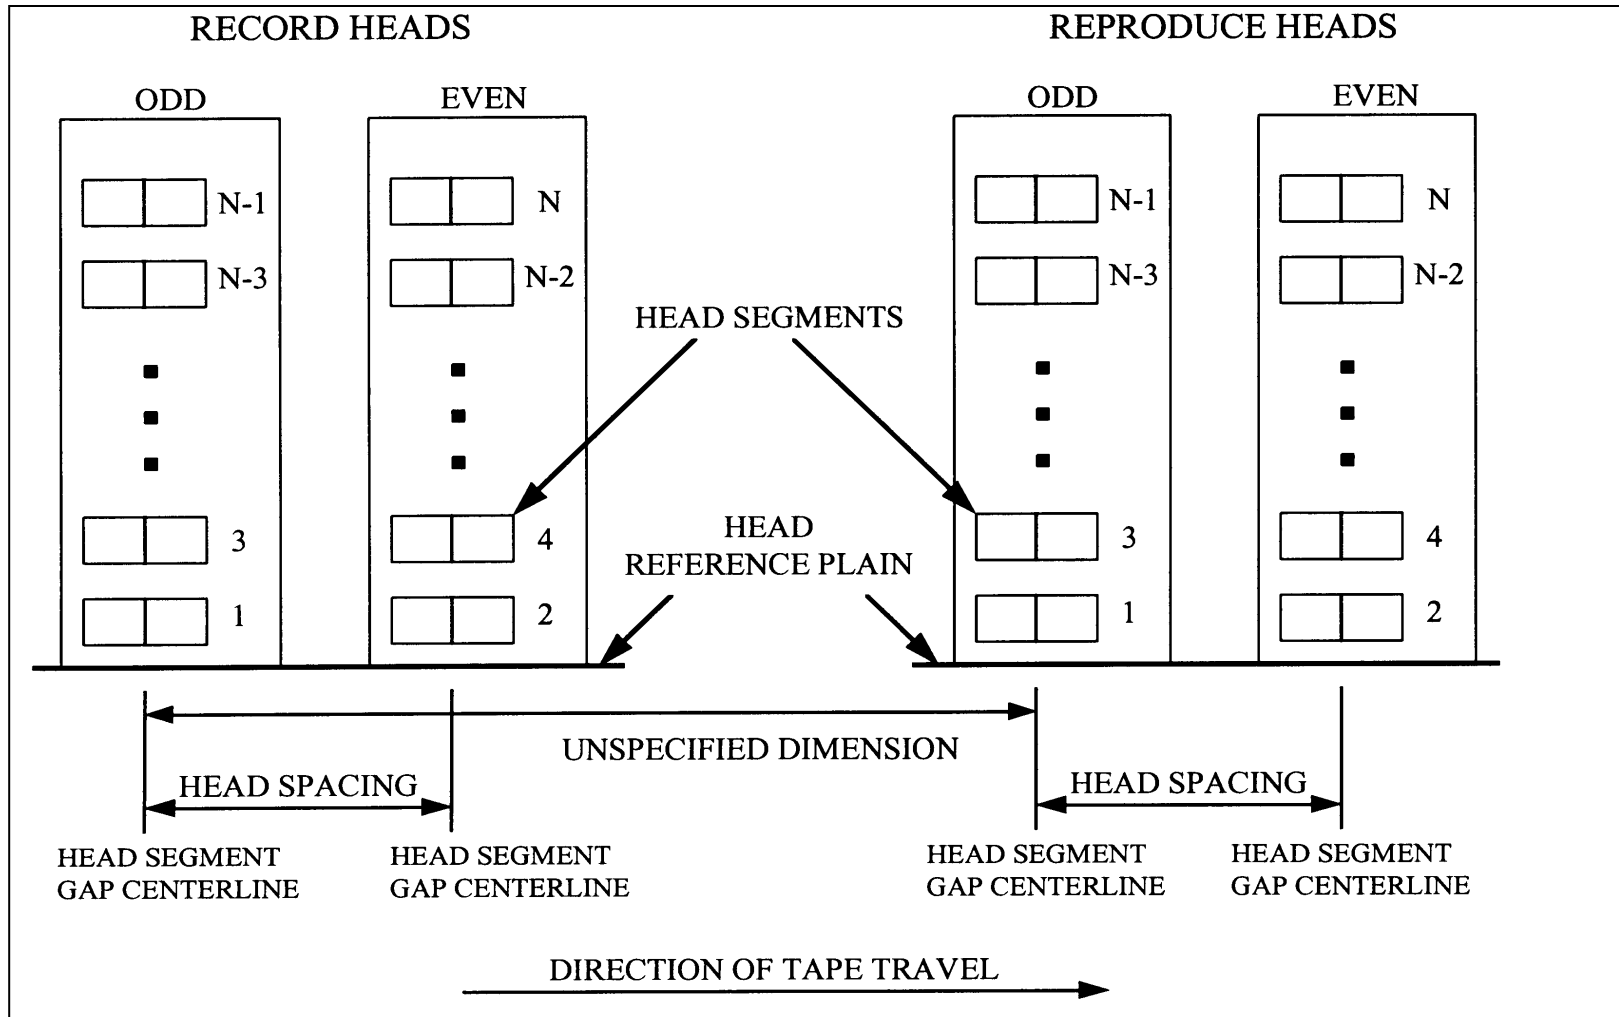 RECORD HEADS
REPRODUCE HEADS
ODD
EVEN
ODD
EVEN
N-1
N
N-1
N
N-3
N-2
N-3
N-2
HEAD SEGMENTS
3
4
HEAD
REFERENCE PLAIN
3
4
1
2
1
2
UNSPECIFIED DIMENSION
HEAD SPACING
HEAD SPACING
HEAD SEGMENT
GAP CENTERLINE
HEAD SEGMENT
GAP CENTERLINE
HEAD SEGMENT
GAP CENTERLINE
HEAD SEGMENT
GAP CENTERLINE
DIRECTION OF TAPE TRAVEL